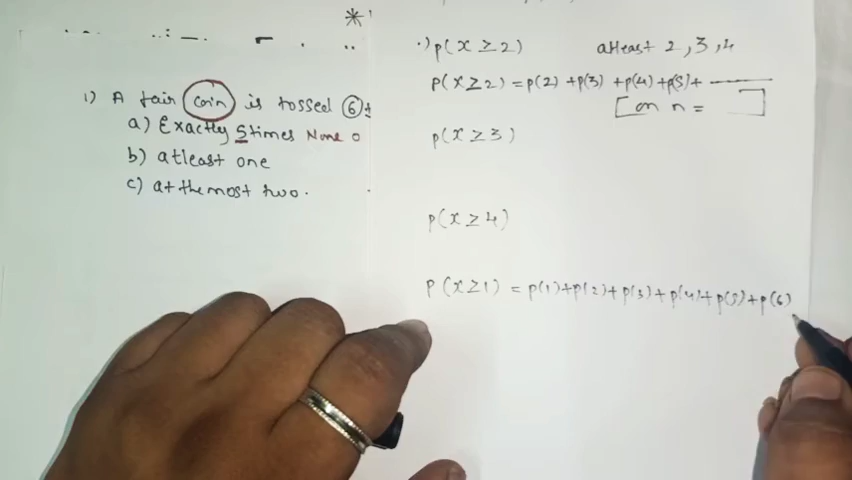 1) A fair coin is tossed 6 t
a) Exactly 5 times None o
b) atleast one
c) at the most two.
*
.) p(x ≥ 2) atleast 2, 3, 4
P(x ≥ 2) = p(2) + p(3) + p(4) + p(5) + ———
[on n = ]
p(x ≥ 3)
p(x ≥ 4)
P(x ≥ 1) = p(1) + p(2) + p(3) + p(4) + p(5) + p(6)